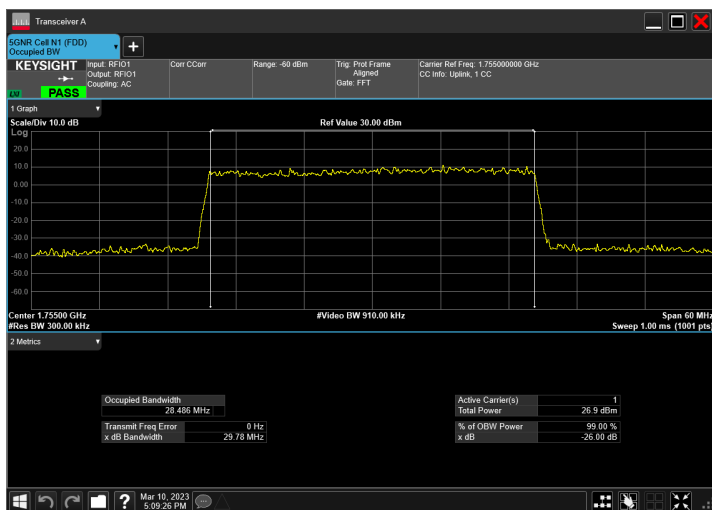 Transceiver A
5GNR Cell N1 (FDD)
Occupied BW
KEYSIGHT
LXI
PASS
Input: RFIO1
Output: RFIO1
Coupling: AC
Corr CCorr
Range: -60 dBm
Trig: Prot Frame
Aligned
Gate: FFT
Carrier Ref Freq: 1.755000000 GHz
CC Info: Uplink, 1 CC
1 Graph
Scale/Div 10.0 dB
Ref Value 30.00 dBm
Log
20.0
10.0
0.00
-10.0
-20.0
-30.0
-40.0
-50.0
-60.0
Center 1.75500 GHz
#Video BW 910.00 kHz
Span 60 MHz
#Res BW 300.00 kHz
Sweep 1.00 ms (1001 pts)
2 Metrics
Occupied Bandwidth
28.486 MHz
Transmit Freq Error 0 Hz
x dB Bandwidth 29.78 MHz
Active Carrier(s) 1
Total Power 26.9 dBm
% of OBW Power 99.00 %
x dB -26.00 dB
?
Mar 10, 2023
5:09:26 PM